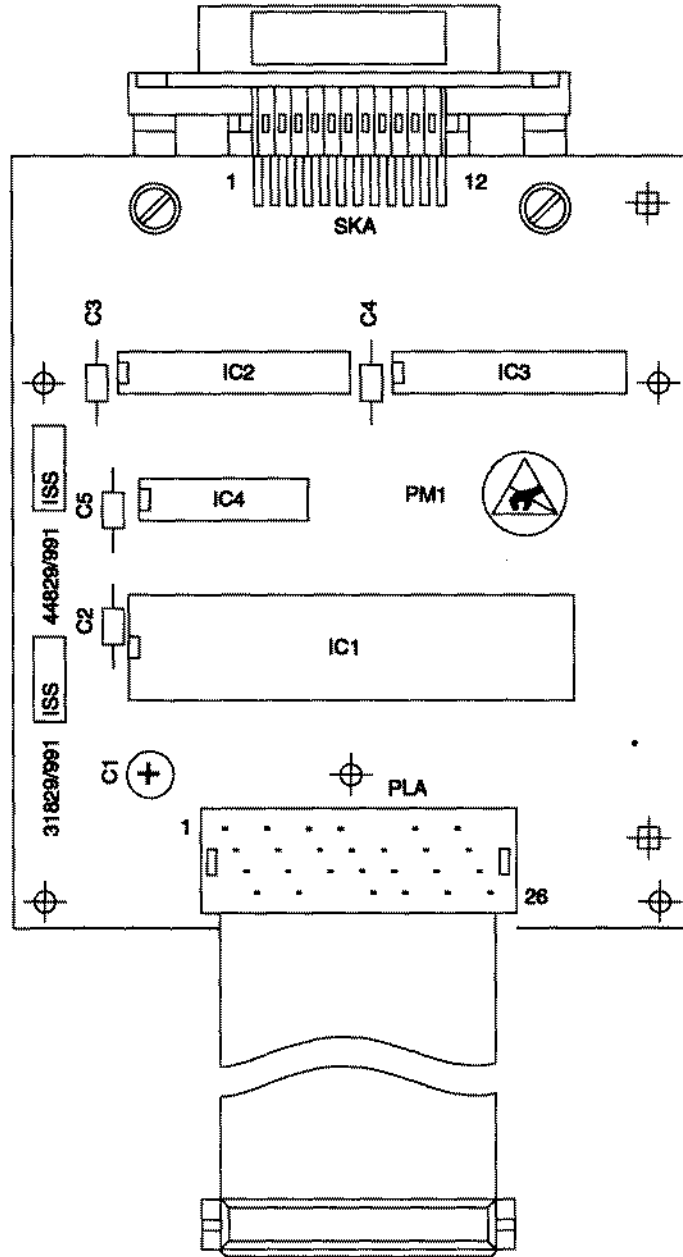 1
12
SKA
C3
C4
IC2
IC3
ISS
C5
IC4
PM1
44829/991
C2
IC1
ISS
31829/991
C1
PLA
1
26